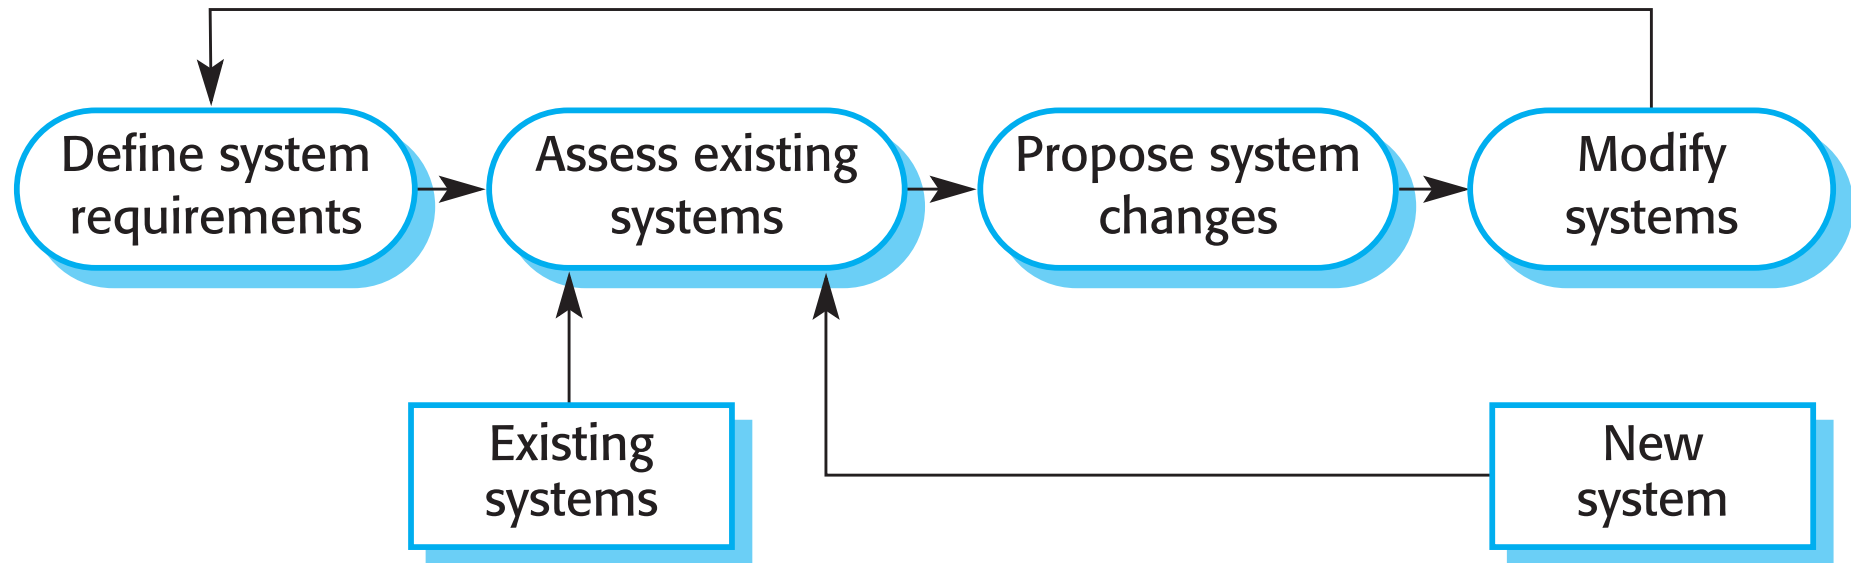 Define system
requirements
Assess existing
systems
Propose system
changes
Modify
systems
Existing
systems
New
system